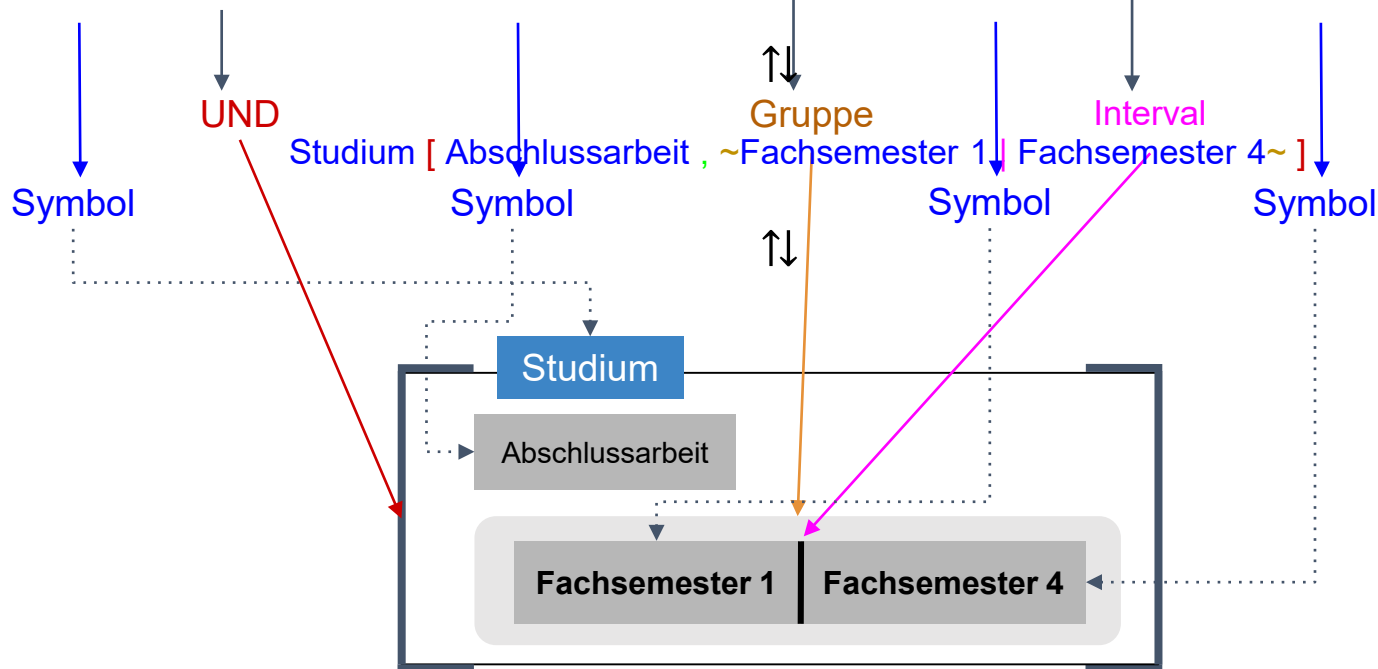 ↑↓
UND Gruppe Interval
Studium [ Abschlussarbeit , ~Fachsemester 1 | Fachsemester 4~ ]
Symbol Symbol Symbol Symbol
↑↓
Studium
Abschlussarbeit
Fachsemester 1 Fachsemester 4